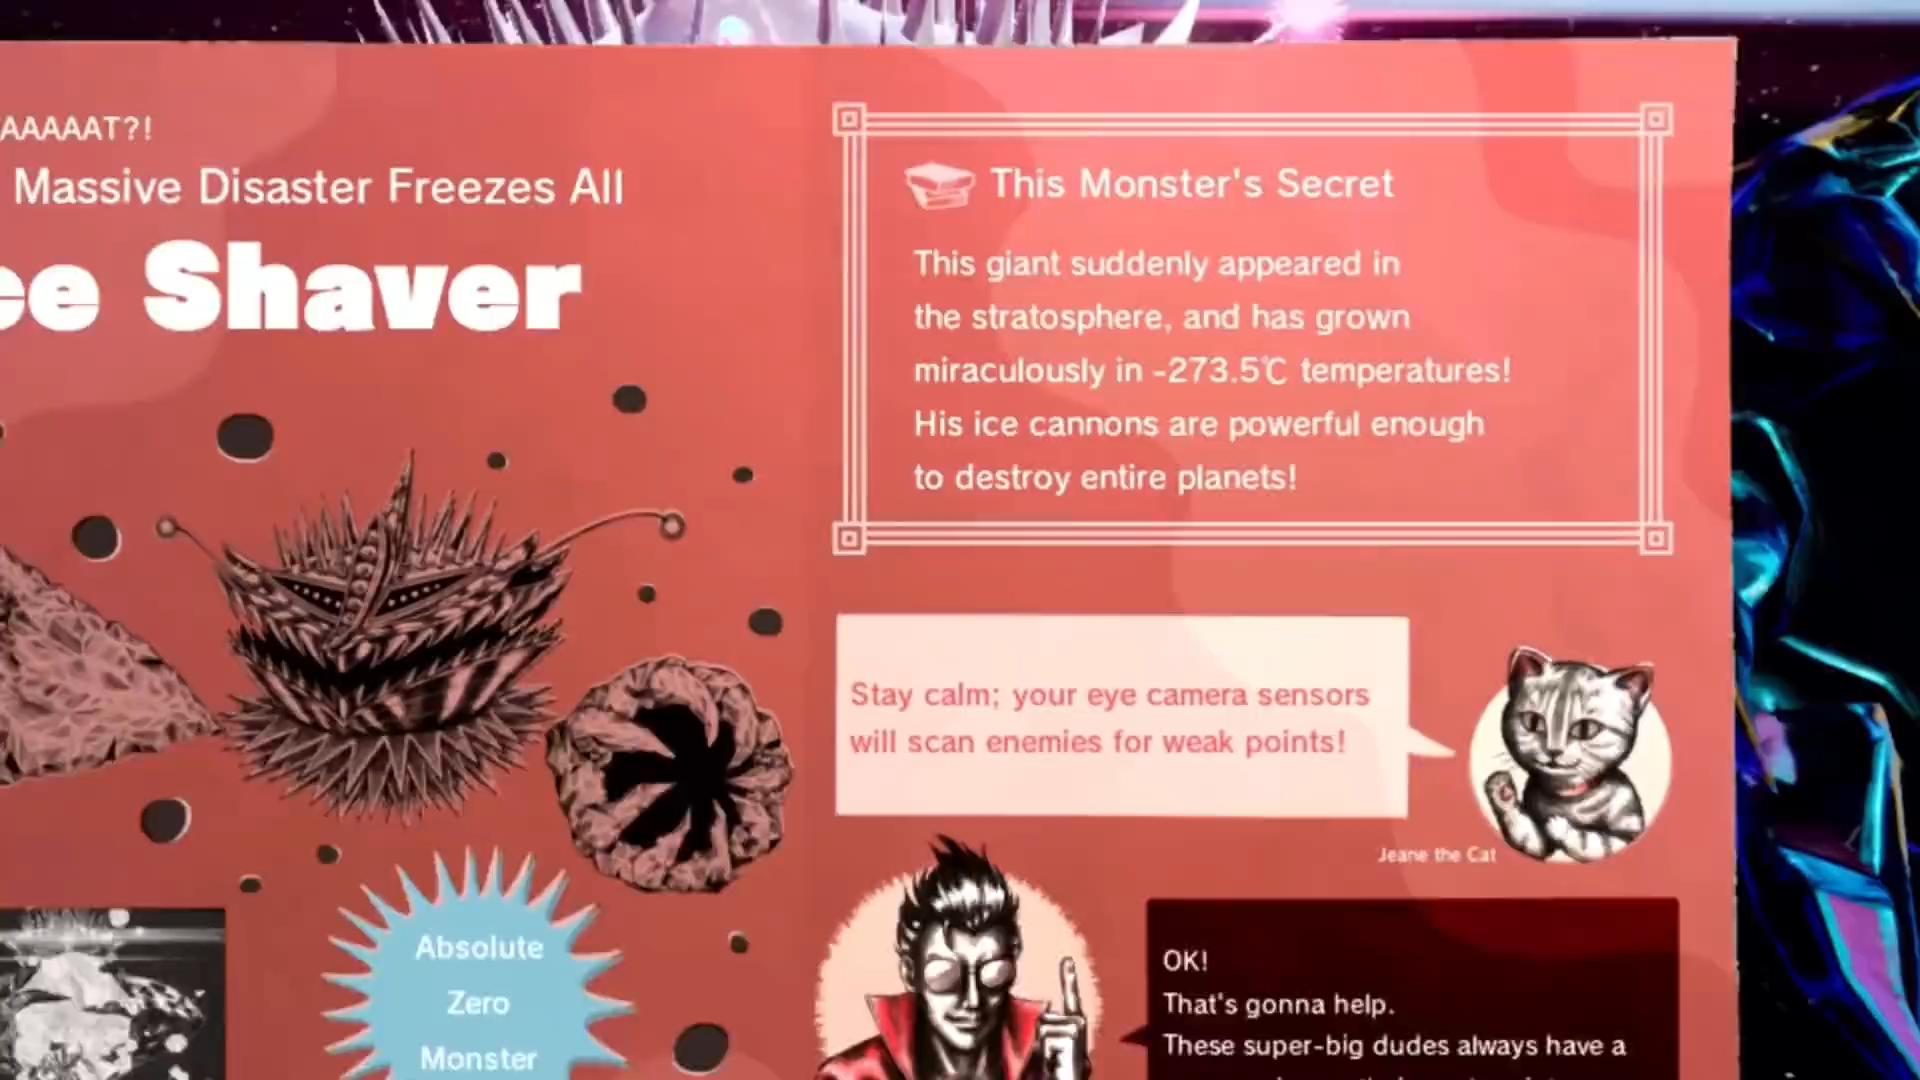 AAAAAT?!
Massive Disaster Freezes All
Shaver
This Monster's Secret
This giant suddenly appeared in
the stratosphere, and has grown
miraculously in -273.5℃ temperatures!
His ice cannons are powerful enough
to destroy entire planets!
Stay calm; your eye camera sensors
will scan enemies for weak points!
Jeane the Cat
Absolute
Zero
Monster
OK!
That's gonna help.
These super-big dudes always have a